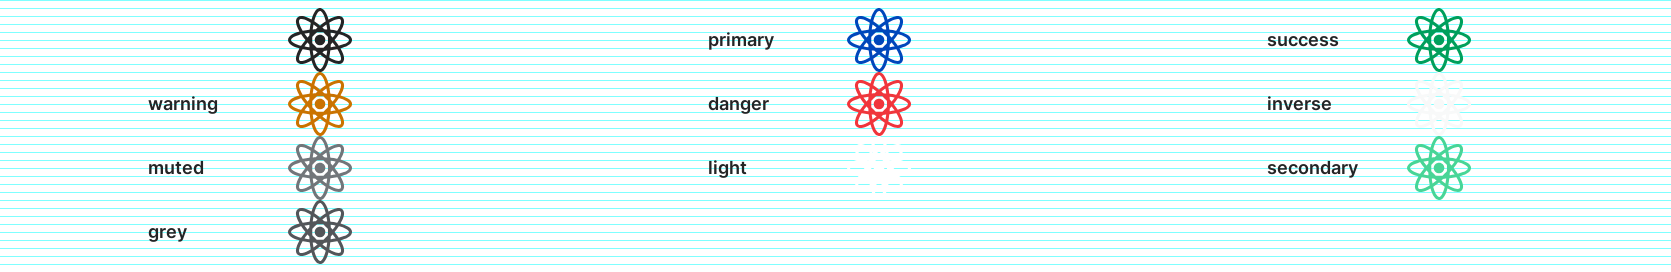 primary
success
warning
danger
inverse
muted
light
secondary
grey